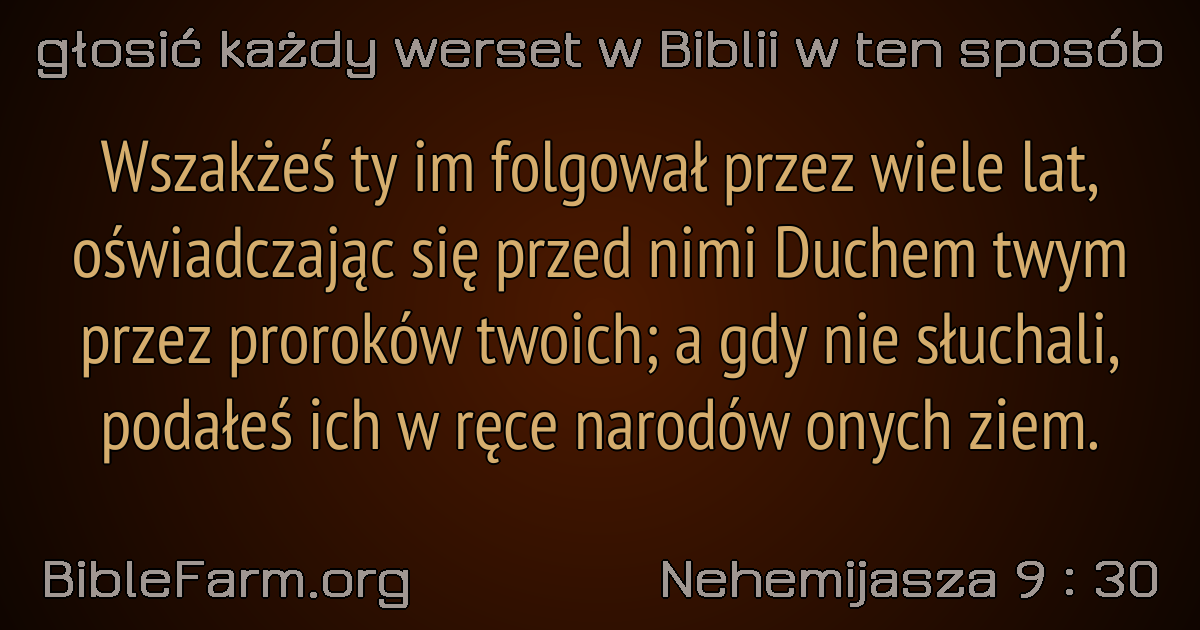 głosić każdy werset w Biblii w ten sposób
Wszakżeś ty im folgował przez wiele lat,
oświadczając się przed nimi Duchem twym
przez proroków twoich; a gdy nie słuchali,
podałeś ich w ręce narodów onych ziem.
BibleFarm.org
Nehemijasza 9 : 30